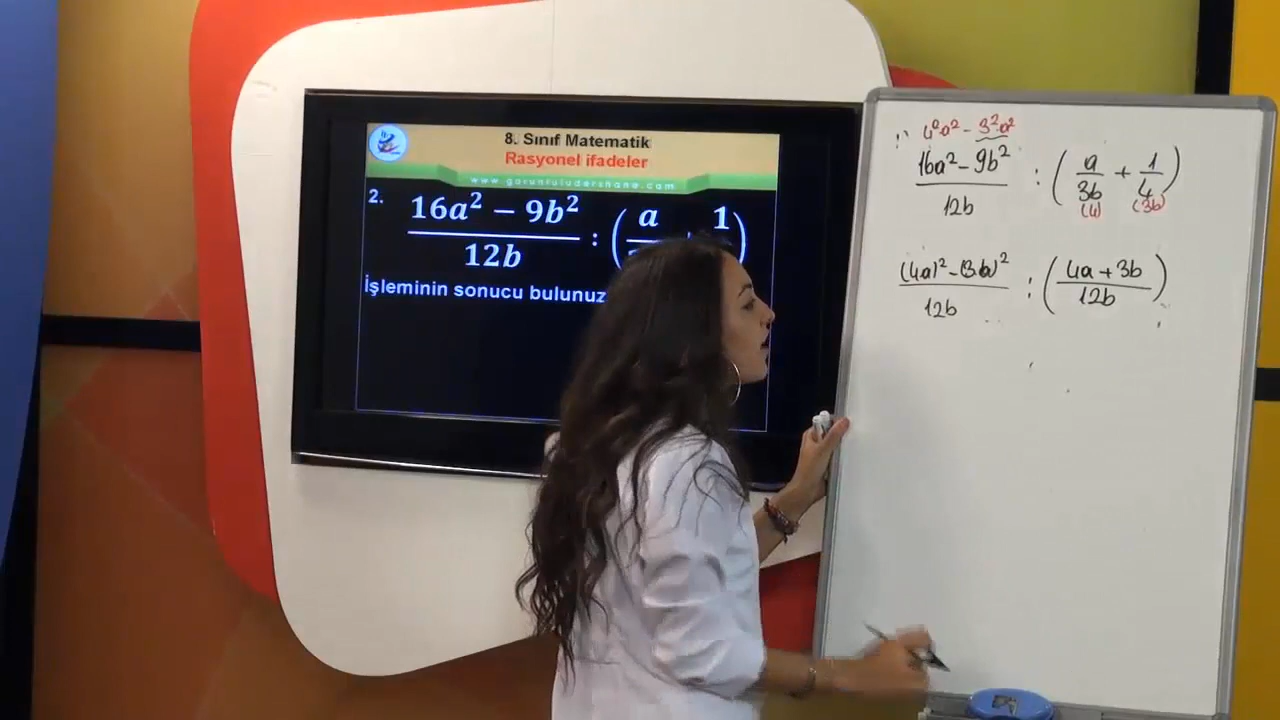 8. Sınıf Matematik
Rasyonel ifadeler
www.goruntuludershane.com
2. 16a² − 9b² / 12b : ( a 1 )
İşleminin sonucu bulunuz
4²a² − 3²a²
16a² − 9b² / 12b : ( a / 3b + 1 / 4 )
(4) (3b)
(4a)² − (3b)² / 12b : ( 4a + 3b / 12b )